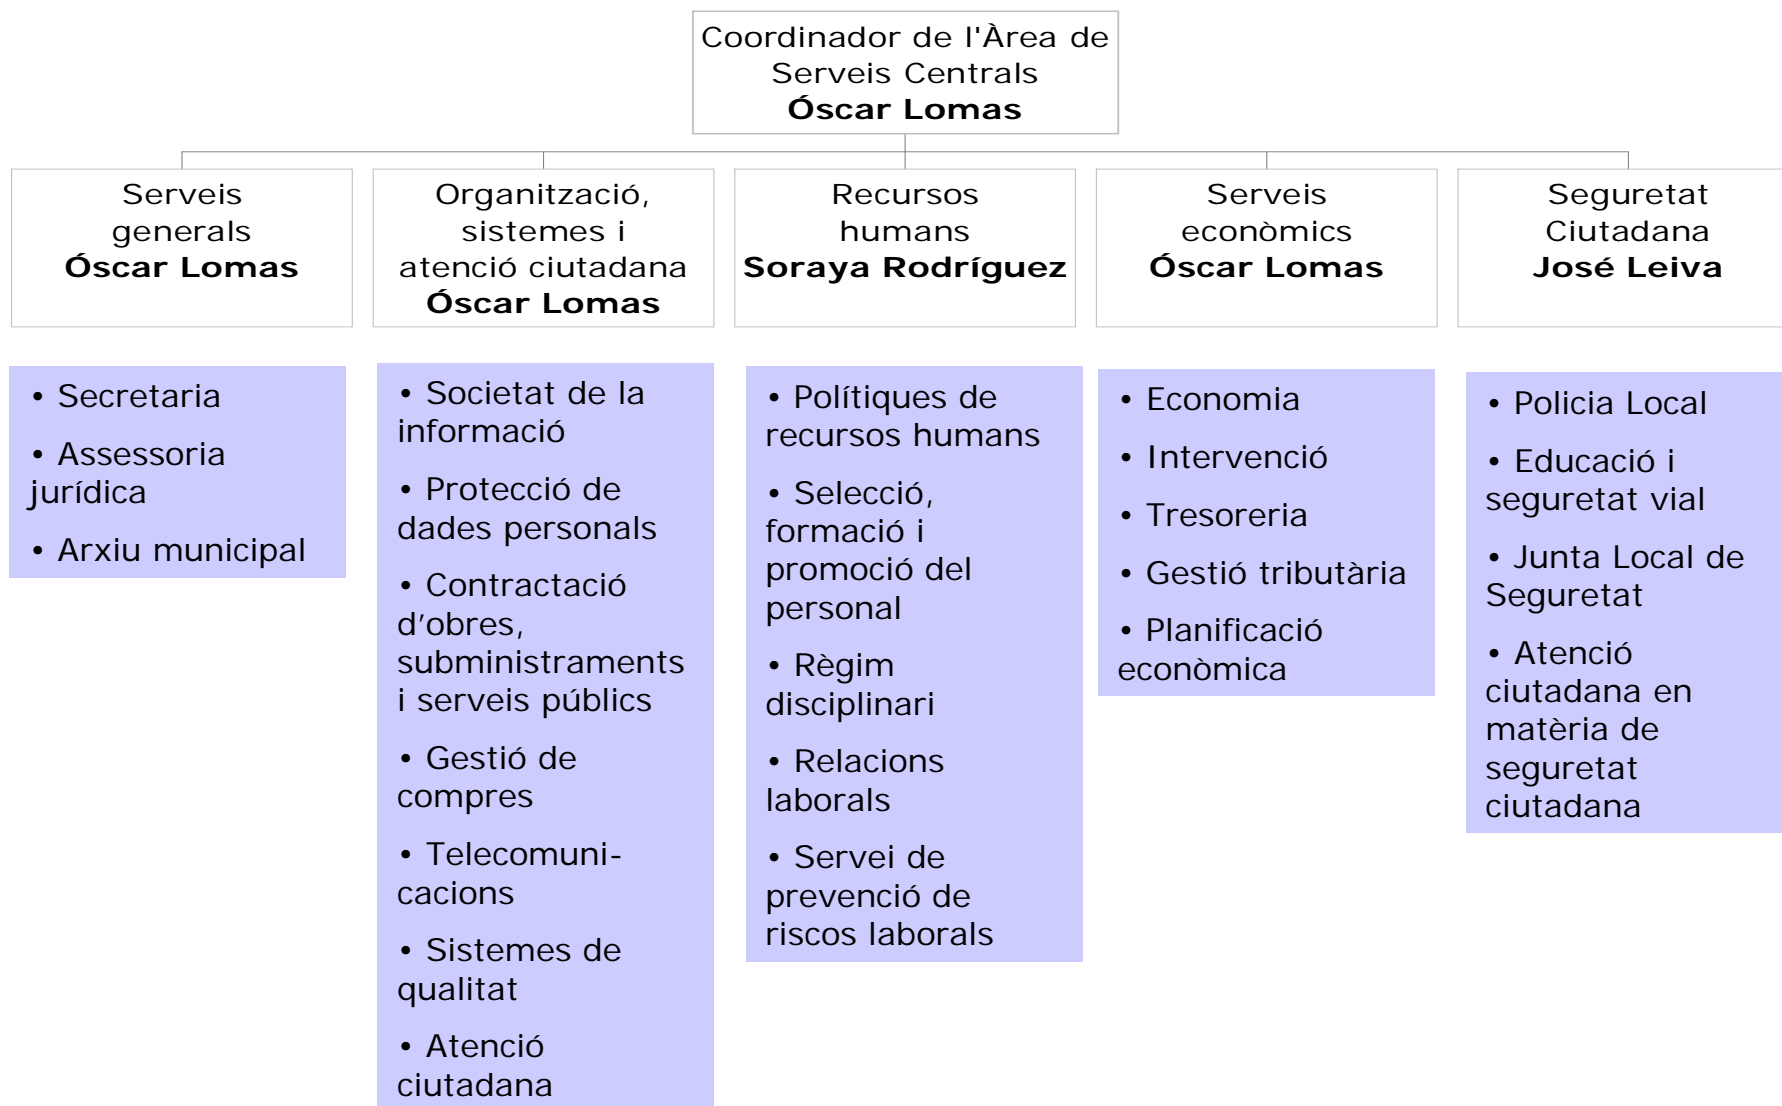 Coordinador de l'Àrea de
Serveis Centrals
Óscar Lomas
Serveis
generals
Óscar Lomas
Organització,
sistemes i
atenció ciutadana
Óscar Lomas
Recursos
humans
Soraya Rodríguez
Serveis
econòmics
Óscar Lomas
Seguretat
Ciutadana
José Leiva
• Secretaria
• Assessoria
jurídica
• Arxiu municipal
• Societat de la
informació
• Protecció de
dades personals
• Contractació
d’obres,
subministraments
i serveis públics
• Gestió de
compres
• Telecomuni-
cacions
• Sistemes de
qualitat
• Atenció
ciutadana
• Polítiques de
recursos humans
• Selecció,
formació i
promoció del
personal
• Règim
disciplinari
• Relacions
laborals
• Servei de
prevenció de
riscos laborals
• Economia
• Intervenció
• Tresoreria
• Gestió tributària
• Planificació
econòmica
• Policia Local
• Educació i
seguretat vial
• Junta Local de
Seguretat
• Atenció
ciutadana en
matèria de
seguretat
ciutadana